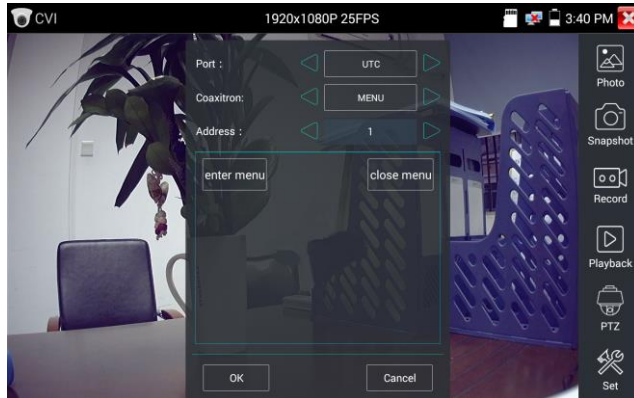 CVI 1920x1080P 25FPS 3:40 PM
Port : UTC
Coaxitron: MENU
Address : 1
enter menu close menu
OK Cancel
Photo
Snapshot
Record
Playback
PTZ
Set